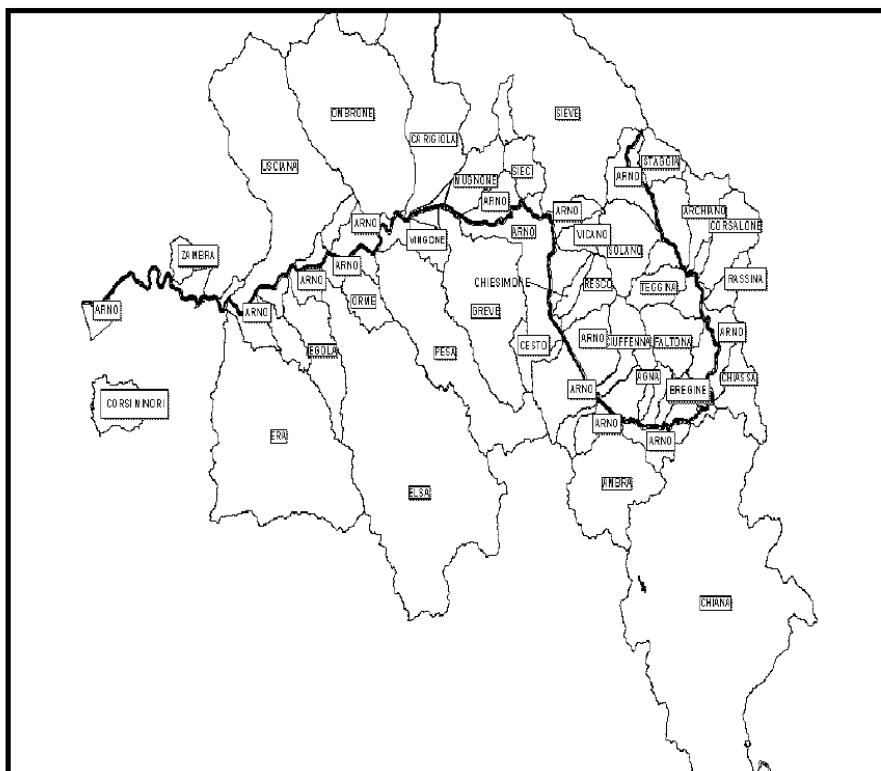 OMBRONE
SIEVE
CARIGIOLA
USCIANA
STAGGIA
SIECI
ARNO
MUGNONE
ARNO
ARNO
ARCHIANO
ARNO
CORSALONE
ARNO
VICANO
VINGONE
SOLANO
ZAMBRA
ARNO
ARNO
CHIESIMONE
RESCO
TEGGINA
RASSINA
ORME
GREVE
ARNO
ARNO
ARNO
CIUFFENNA
FALTONA
ARNO
CESTO
EGOLA
PESA
AGNA
CHIASSA
ARNO
BREGINE
CORSI MINORI
ARNO
ERA
ARNO
ELSA
AMBRA
CHIANA